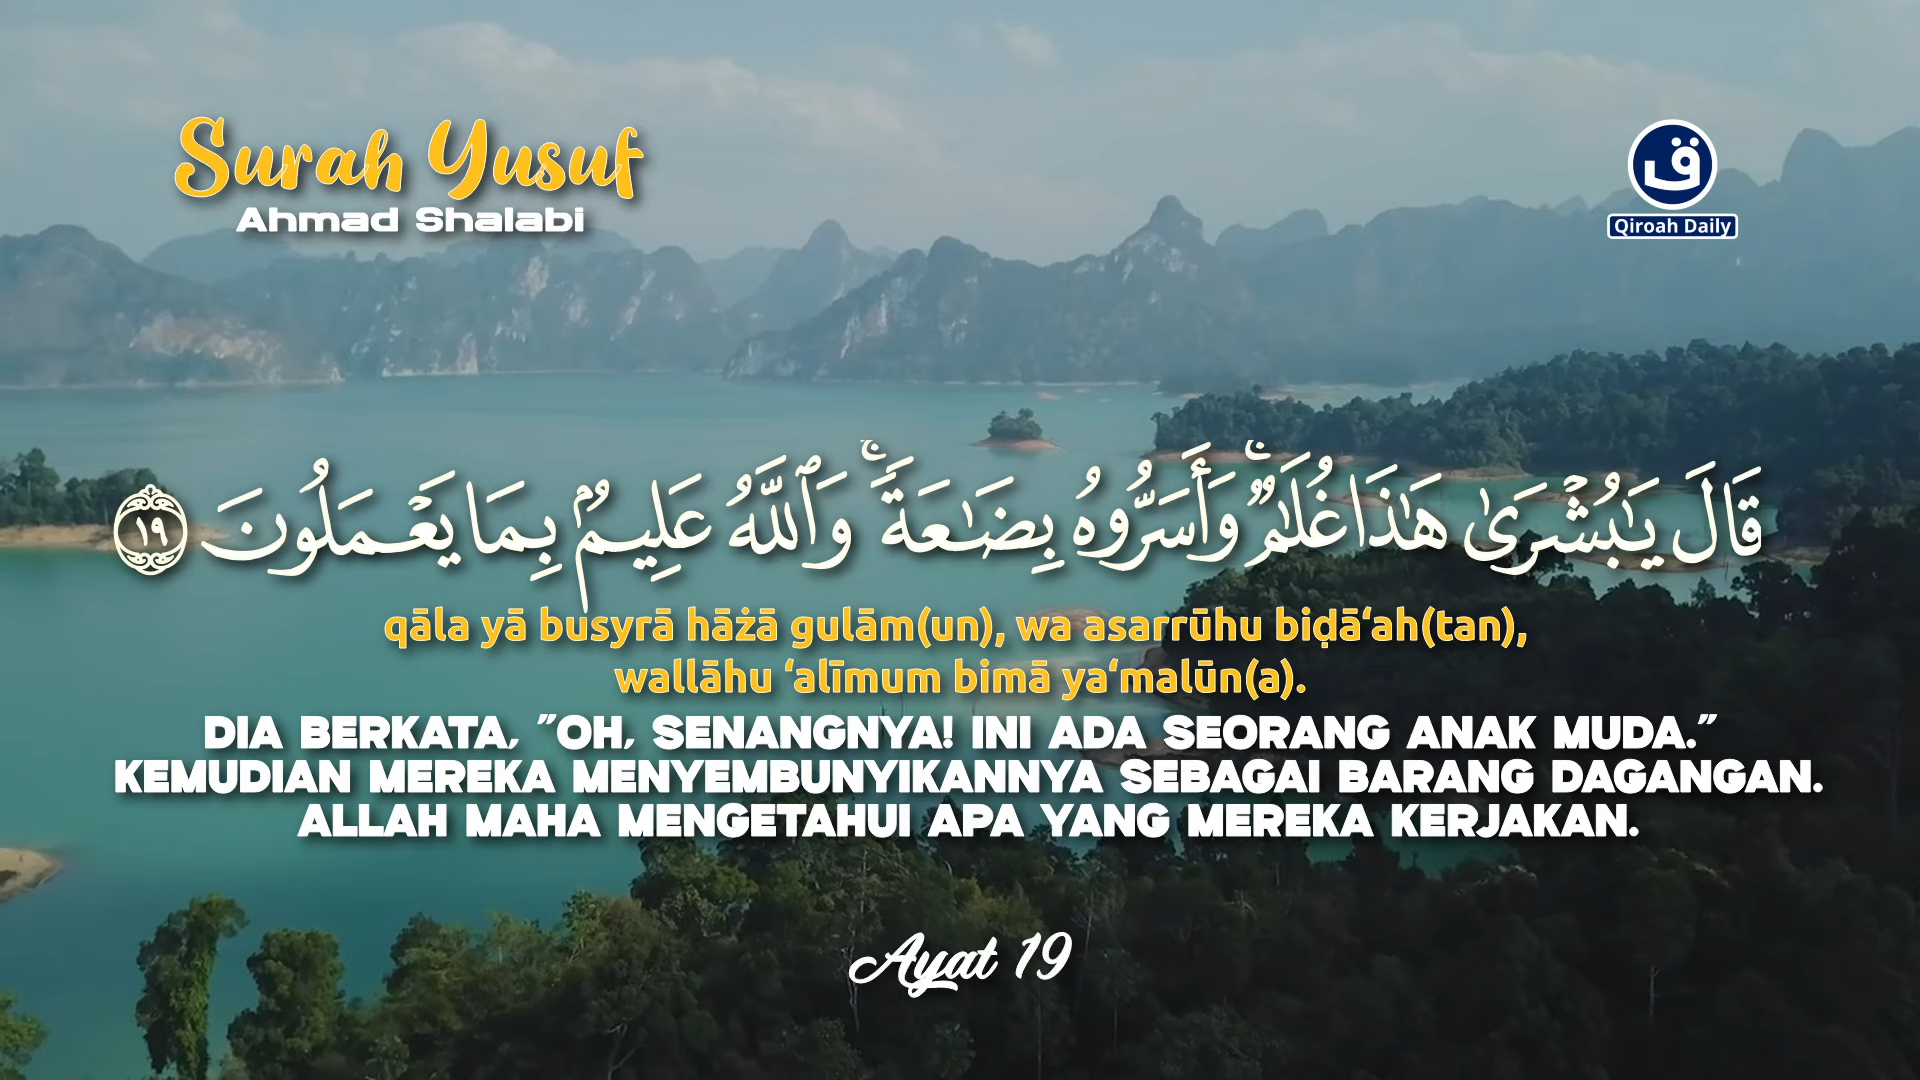 Surah Yusuf
Ahmad Shalabi
ق
Qiroah Daily
قَالَ يَـٰبُشْرَىٰ هَـٰذَا غُلَـٰمٌۭ ۚ وَأَسَرُّوهُ بِضَـٰعَةًۭ ۚ وَٱللَّهُ عَلِيمٌۢ بِمَا يَعْمَلُونَ ١٩
qāla yā busyrā hāżā gulām(un), wa asarrūhu biḍā‘ah(tan),
wallāhu ‘alīmum bimā ya‘malūn(a).
DIA BERKATA, "OH, SENANGNYA! INI ADA SEORANG ANAK MUDA."
KEMUDIAN MEREKA MENYEMBUNYIKANNYA SEBAGAI BARANG DAGANGAN.
ALLAH MAHA MENGETAHUI APA YANG MEREKA KERJAKAN.
Ayat 19